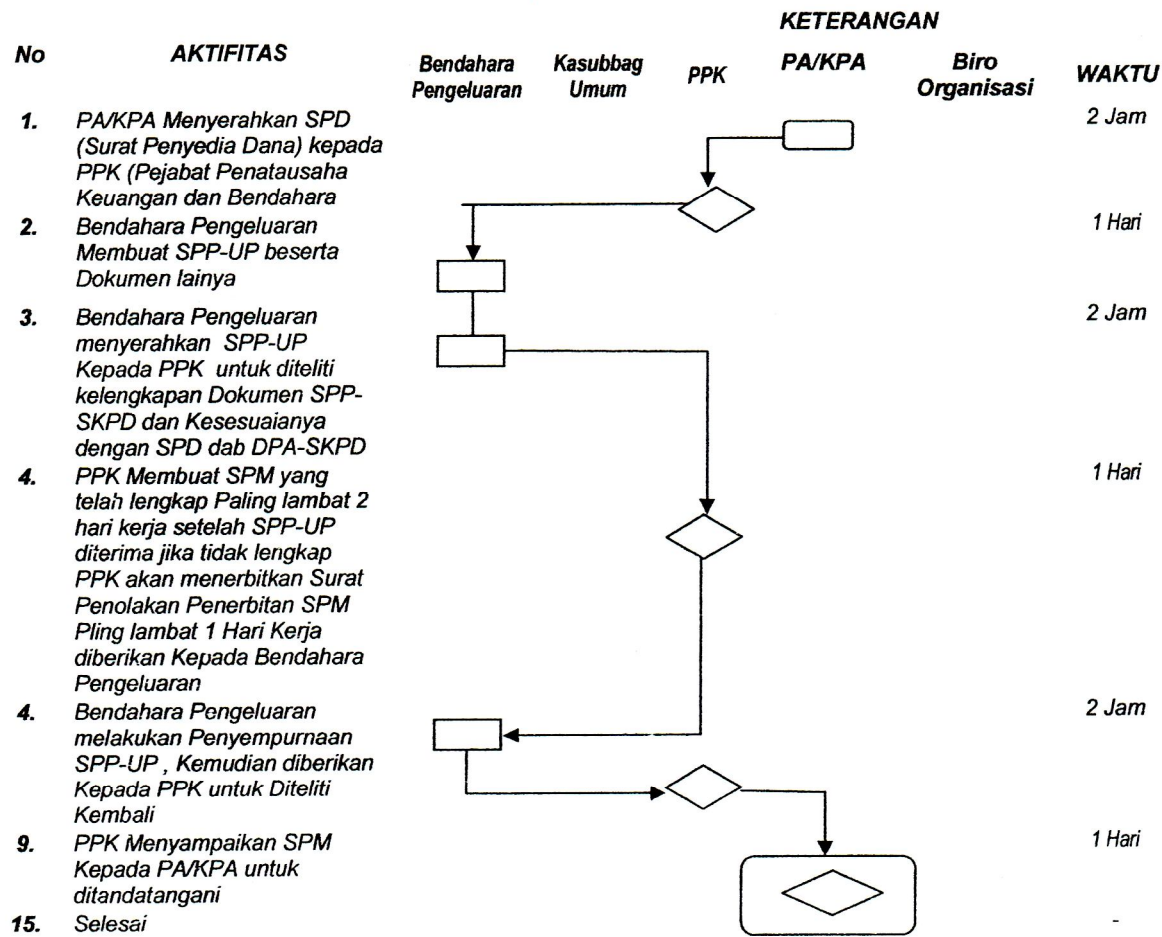 KETERANGAN
No AKTIFITAS Bendahara Pengeluaran Kasubbag Umum PPK PA/KPA Biro Organisasi WAKTU
1. PA/KPA Menyerahkan SPD 2 Jam
(Surat Penyedia Dana) kepada
PPK (Pejabat Penatausaha
Keuangan dan Bendahara
2. Bendahara Pengeluaran 1 Hari
Membuat SPP-UP beserta
Dokumen lainya
3. Bendahara Pengeluaran 2 Jam
menyerahkan SPP-UP
Kepada PPK untuk diteliti
kelengkapan Dokumen SPP-
SKPD dan Kesesuaianya
dengan SPD dab DPA-SKPD
4. PPK Membuat SPM yang 1 Hari
telah lengkap Paling lambat 2
hari kerja setelah SPP-UP
diterima jika tidak lengkap
PPK akan menerbitkan Surat
Penolakan Penerbitan SPM
Pling lambat 1 Hari Kerja
diberikan Kepada Bendahara
Pengeluaran
4. Bendahara Pengeluaran 2 Jam
melakukan Penyempurnaan
SPP-UP , Kemudian diberikan
Kepada PPK untuk Diteliti
Kembali
9. PPK Menyampaikan SPM 1 Hari
Kepada PA/KPA untuk
ditandatangani
15. Selesai -